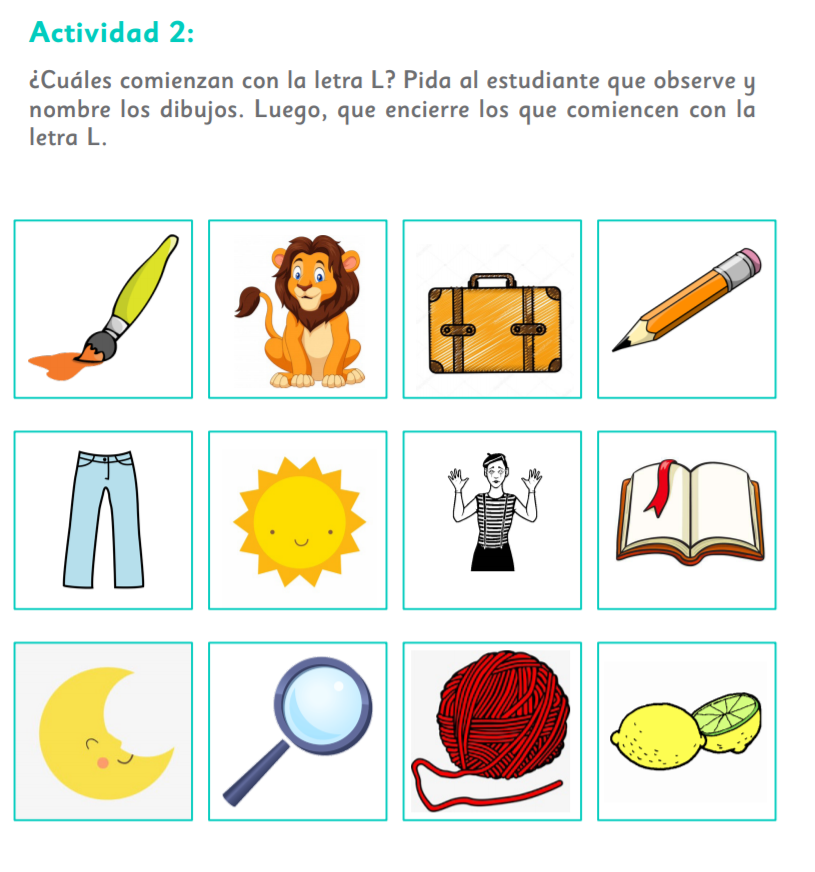 Actividad 2:
¿Cuáles comienzan con la letra L? Pida al estudiante que observe y
nombre los dibujos. Luego, que encierre los que comiencen con la
letra L.